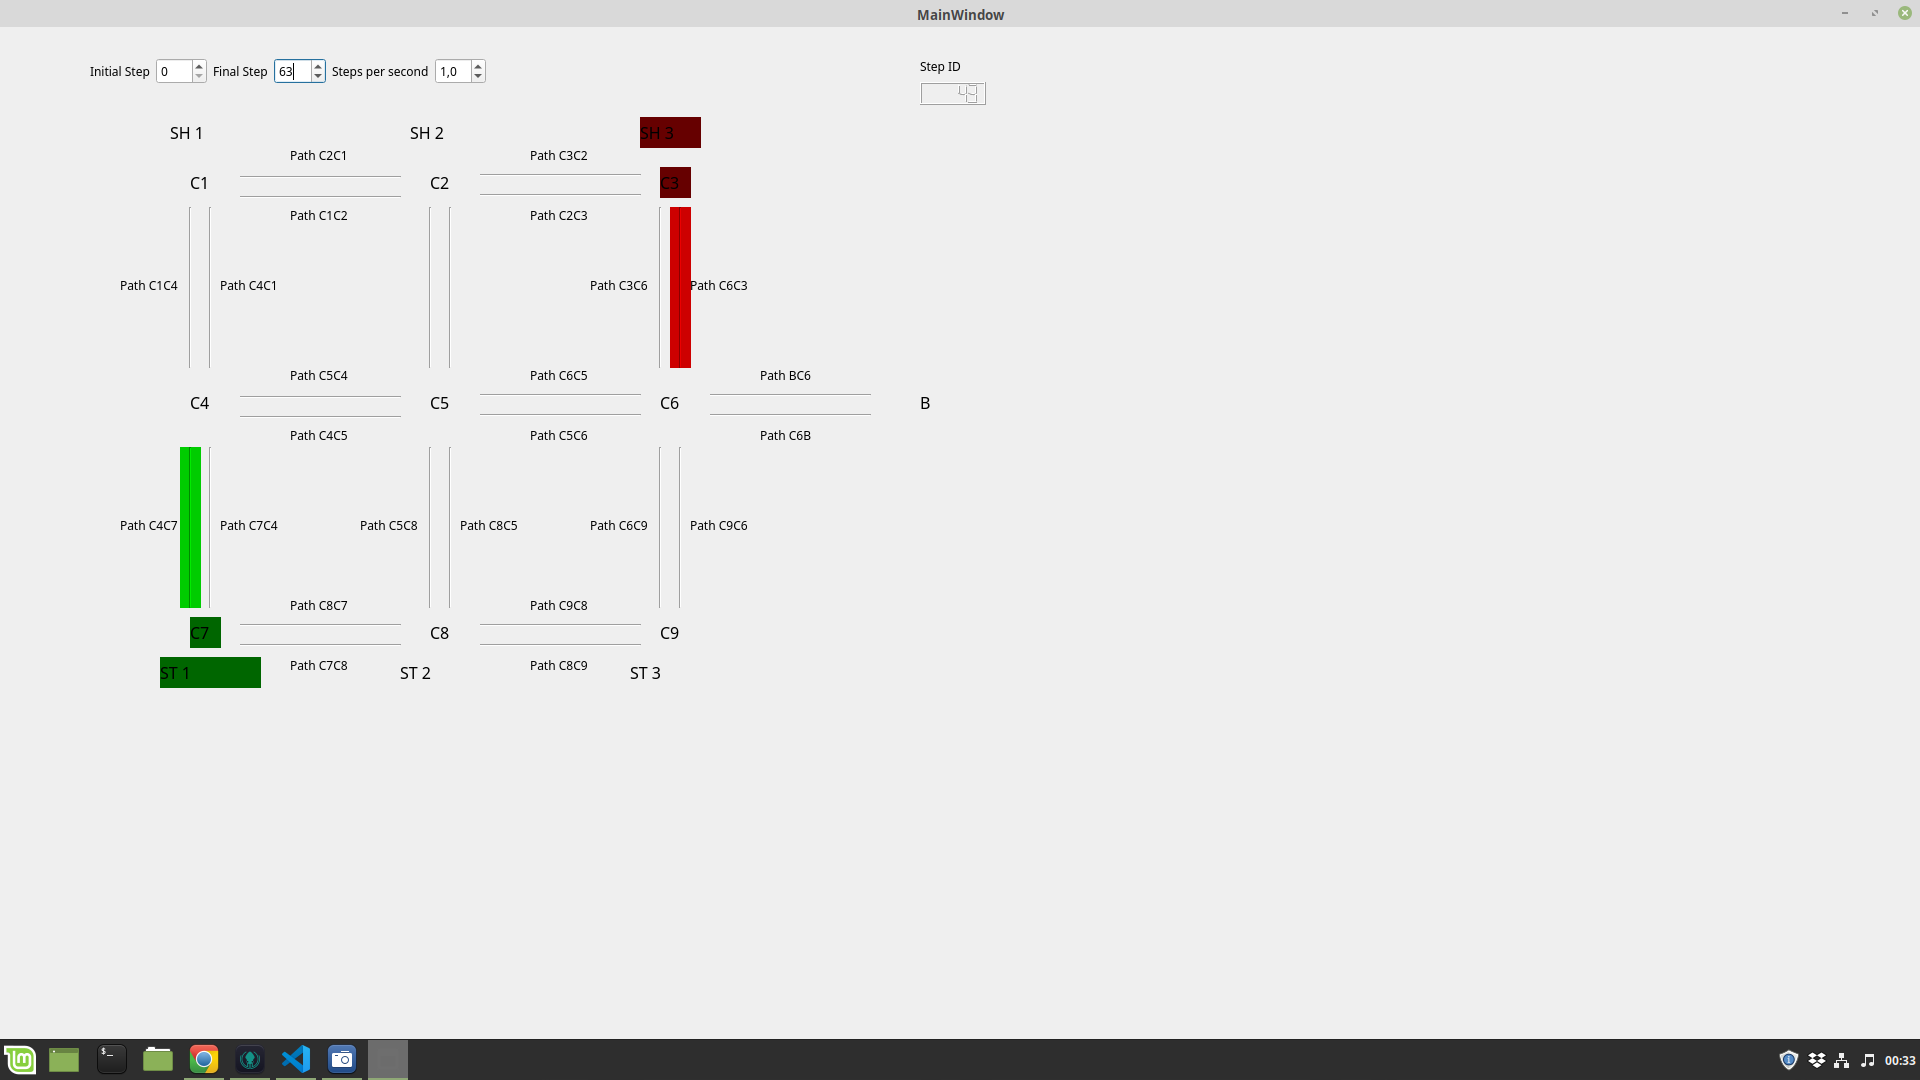 MainWindow
Initial Step 0 Final Step 63 Steps per second 1,0
Step ID
49
SH 1 SH 2 SH 3
Path C2C1 Path C3C2
C1 C2 C3
Path C1C2 Path C2C3
Path C1C4 Path C4C1 Path C3C6 Path C6C3
Path C5C4 Path C6C5 Path BC6
C4 C5 C6 B
Path C4C5 Path C5C6 Path C6B
Path C4C7 Path C7C4 Path C5C8 Path C8C5 Path C6C9 Path C9C6
Path C8C7 Path C9C8
C7 C8 C9
Path C7C8 Path C8C9
ST 1 ST 2 ST 3
00:33